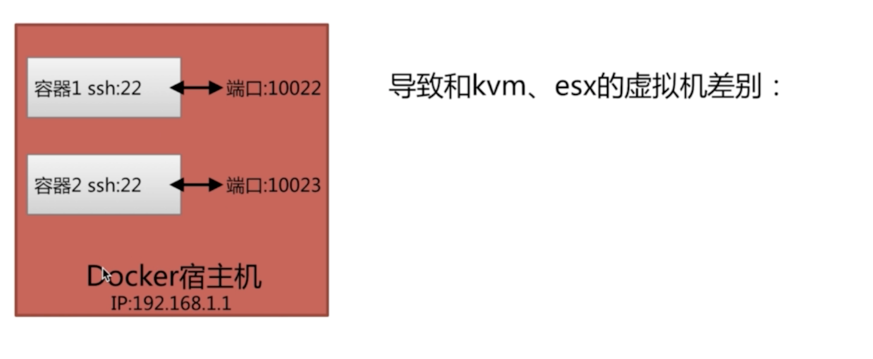 容器1 ssh:22
端口:10022
导致和kvm、esx的虚拟机差别：
容器2 ssh:22
端口:10023
Docker宿主机
IP:192.168.1.1